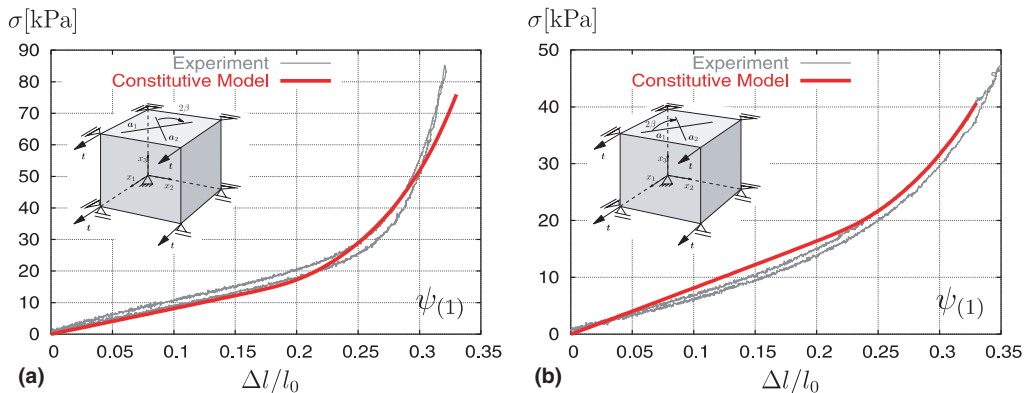 σ[kPa]
90
80
70
60
50
40
30
20
10
0
Experiment
Constitutive Model
2β
a₁
a₂
t
x₃
t
x₁
x₂
t
t
ψ(1)
0
0.05
0.1
0.15
0.2
0.25
0.3
0.35
(a)
Δl/l₀
σ[kPa]
50
40
30
20
10
0
Experiment
Constitutive Model
2β
a₁
a₂
t
x₃
t
x₁
x₂
t
t
ψ(1)
0
0.05
0.1
0.15
0.2
0.25
0.3
0.35
(b)
Δl/l₀